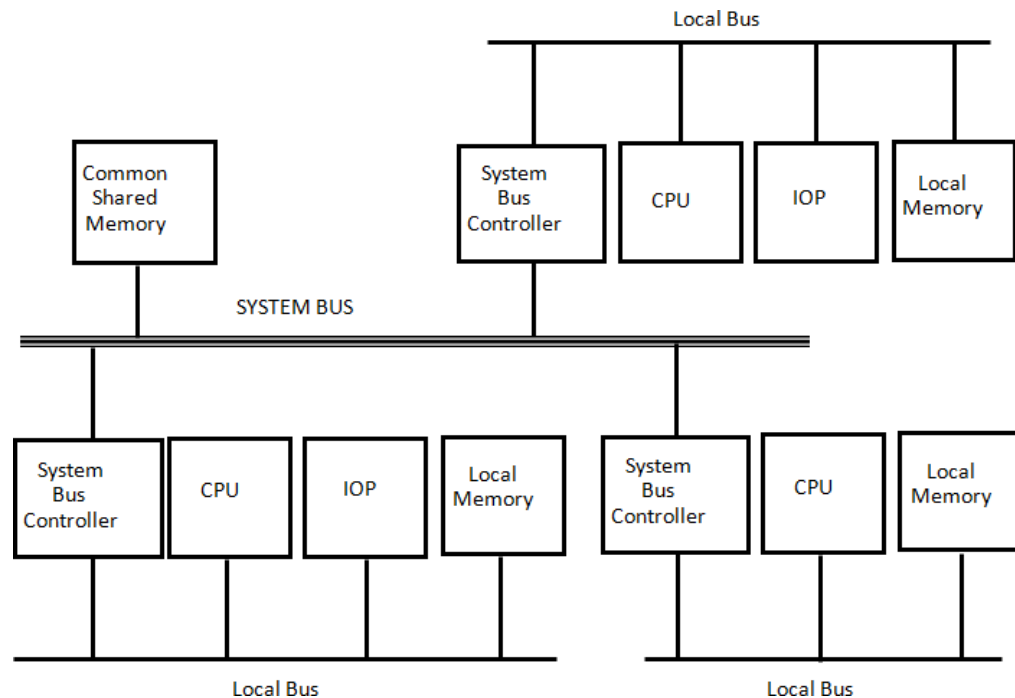 Local Bus
Common
Shared
Memory
System
Bus
Controller
CPU
IOP
Local
Memory
SYSTEM BUS
System
Bus
Controller
CPU
IOP
Local
Memory
System
Bus
Controller
CPU
Local
Memory
Local Bus
Local Bus